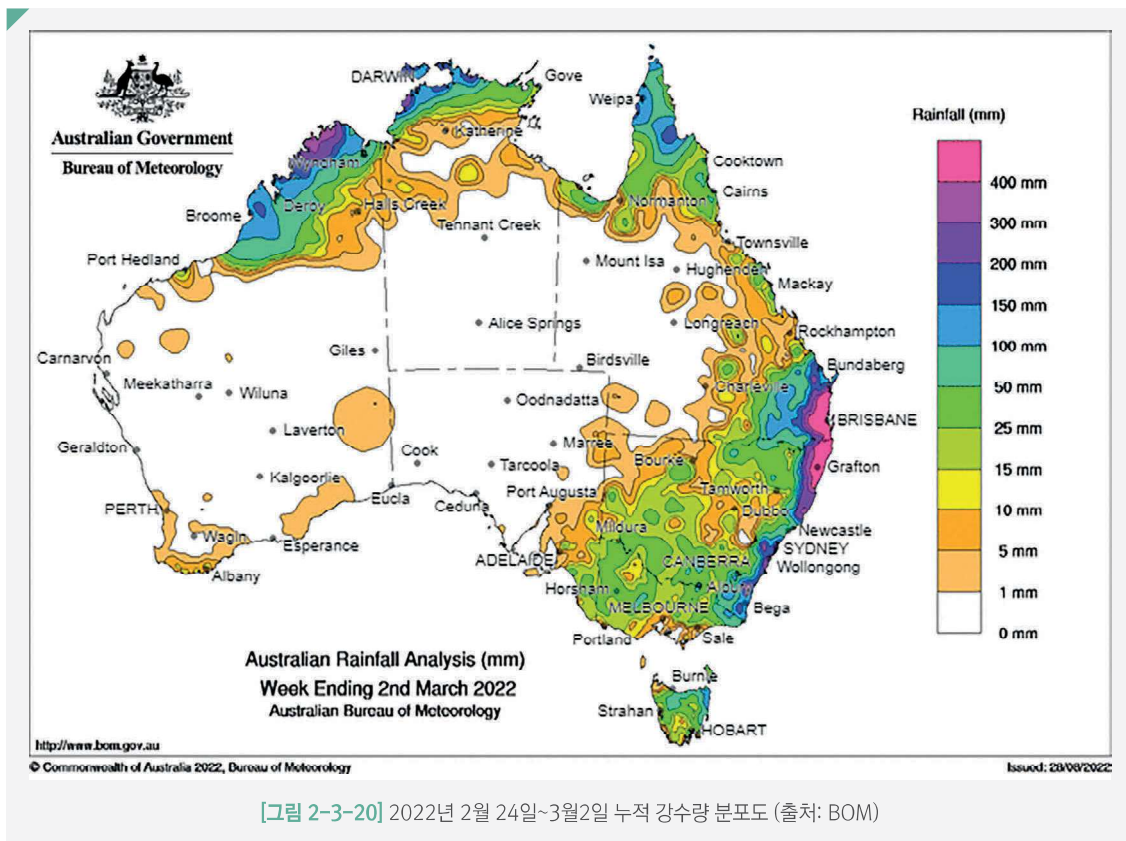 Australian Government
Bureau of Meteorology
DARWIN
Gove
Weipa
Katherine
Wyndham
Cooktown
Cairns
Broome
Derby
Halls Creek
Normanton
Tennant Creek
Townsville
Port Hedland
Mount Isa
Hughenden
Mackay
Alice Springs
Longreach
Rockhampton
Giles
Carnarvon
Birdsville
Bundaberg
Meekatharra
Wiluna
Charleville
Oodnadatta
BRISBANE
Laverton
Marree
Geraldton
Cook
Bourke
Tarcoola
Grafton
Kalgoorlie
Tamworth
Eucla
Port Augusta
Ceduna
PERTH
Dubbo
Mildura
Newcastle
Wagin
Esperance
SYDNEY
ADELAIDE
CANBERRA
Wollongong
Albany
Horsham
MELBOURNE
Bega
Portland
Sale
Burnie
Strahan
HOBART
Rainfall (mm)
400 mm
300 mm
200 mm
150 mm
100 mm
50 mm
25 mm
15 mm
10 mm
5 mm
1 mm
0 mm
Australian Rainfall Analysis (mm)
Week Ending 2nd March 2022
Australian Bureau of Meteorology
http://www.bom.gov.au
© Commonwealth of Australia 2022, Bureau of Meteorology
Issued: 28/06/2022
[그림 2-3-20] 2022년 2월 24일~3월2일 누적 강수량 분포도 (출처: BOM)